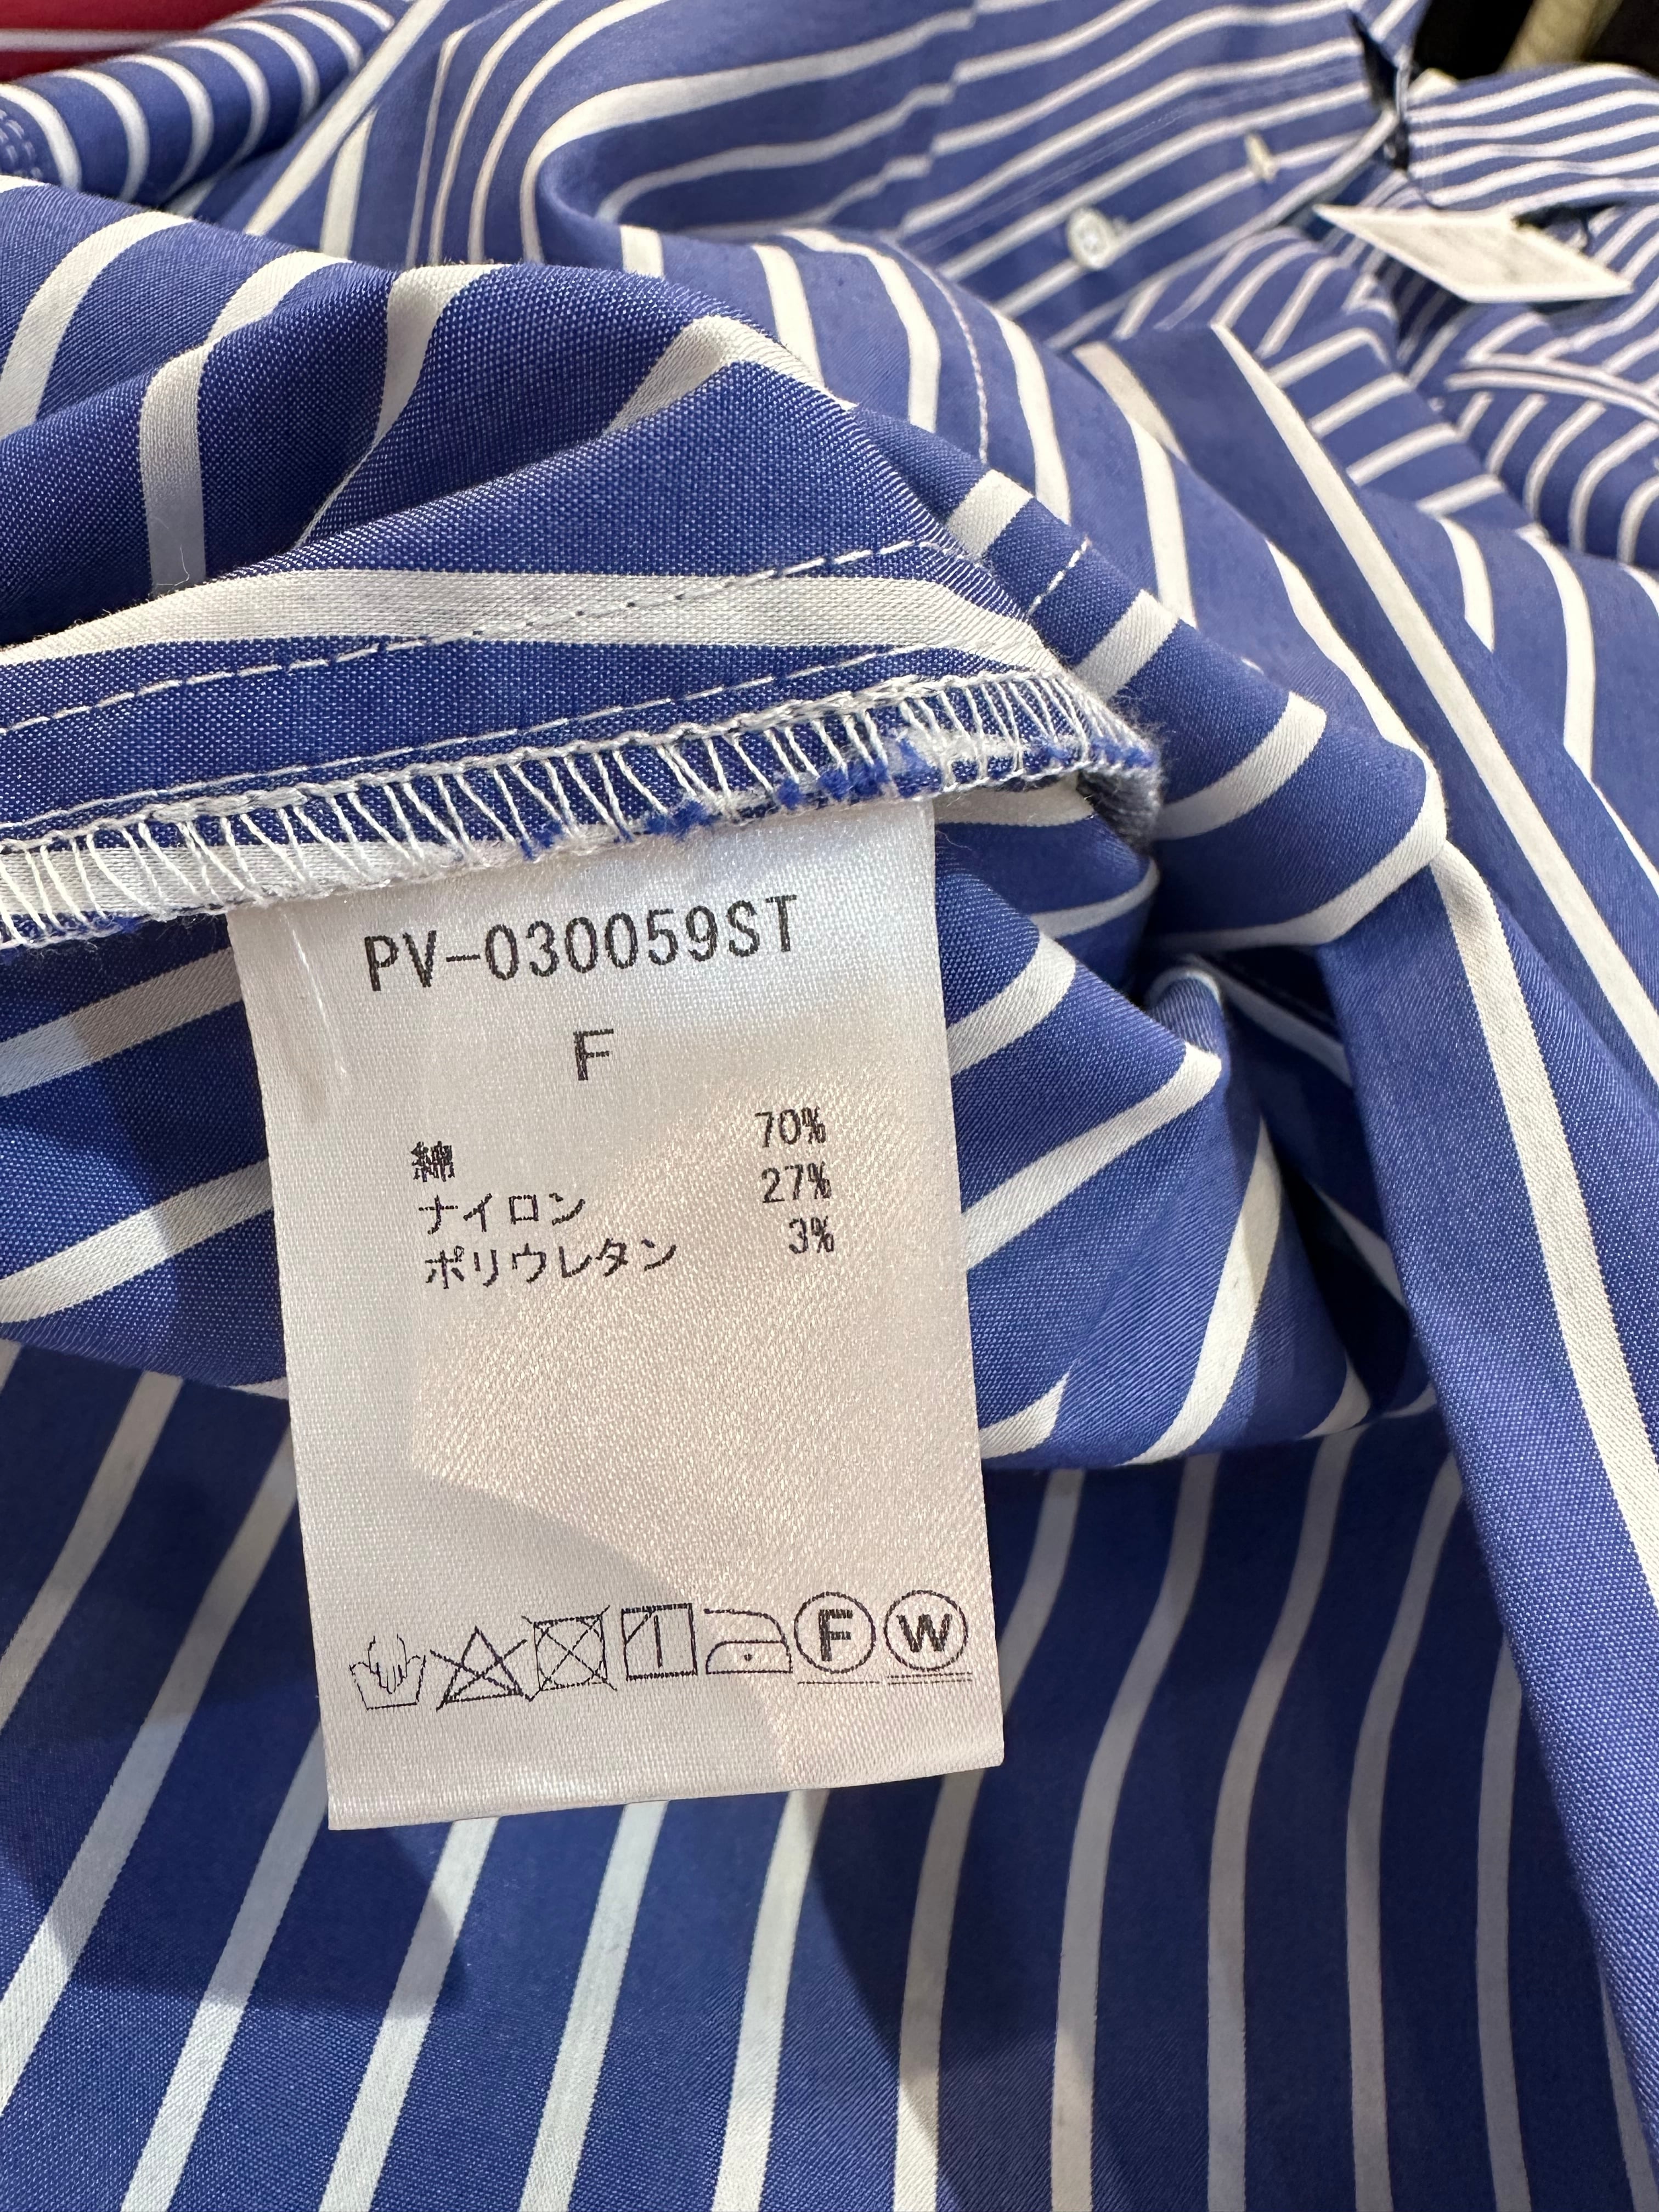 PV-030059ST
F
綿 70%
ナイロン 27%
ポリウレタン 3%
F W